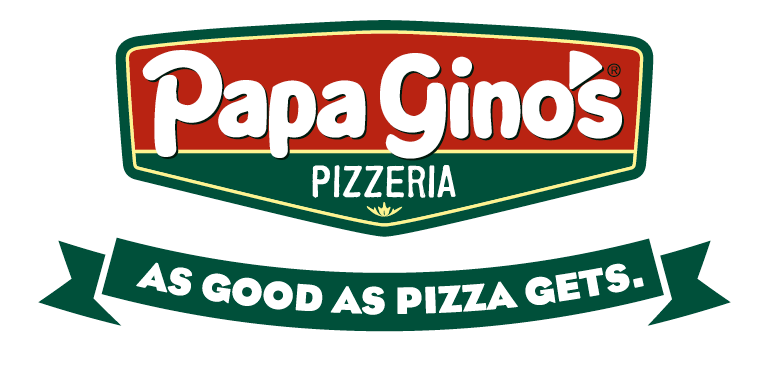 Papa Gino's®
PIZZERIA
AS GOOD AS PIZZA GETS.